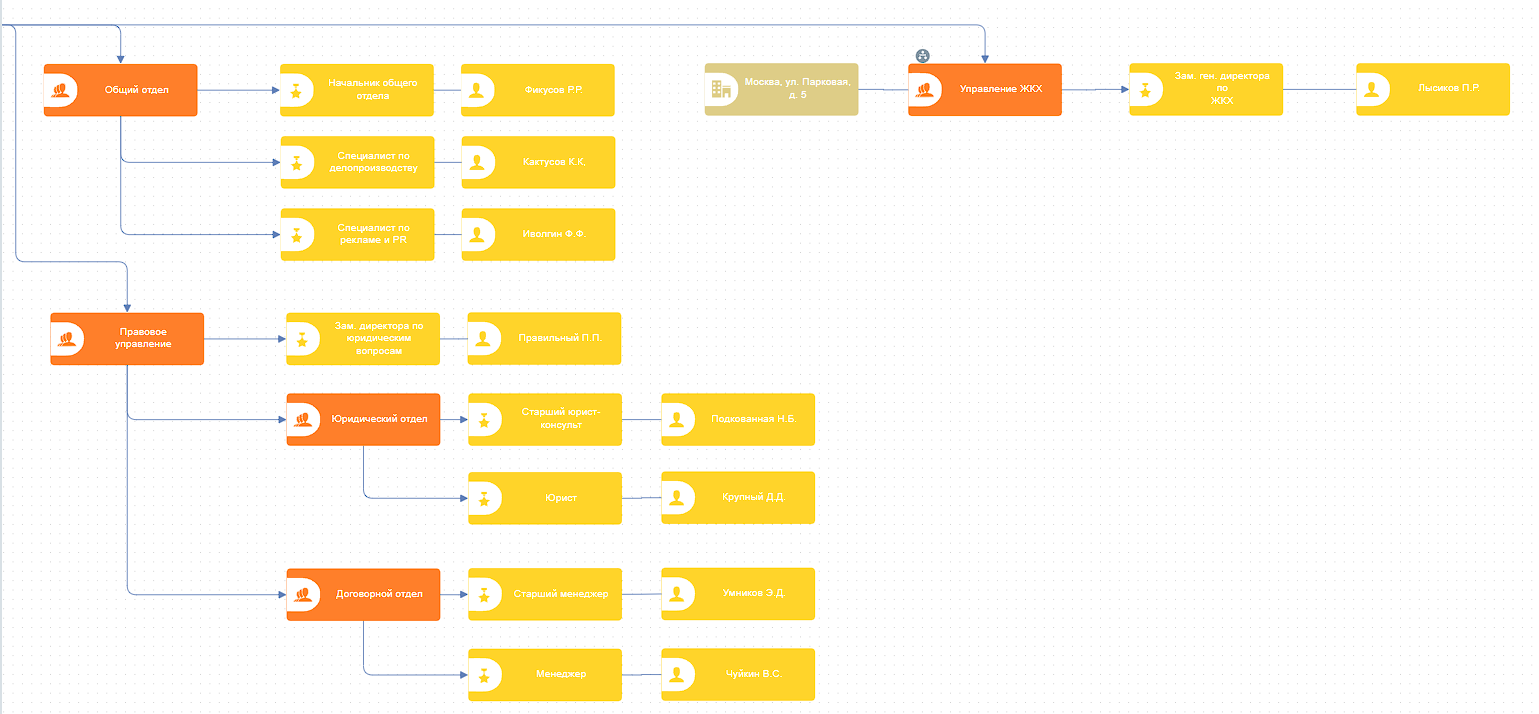 Общий отдел
Начальник общего
отдела
Фикусов Р.Р.
Москва, ул. Парковая,
д. 5
Управление ЖКХ
Зам. ген. директора
по
ЖКХ
Лысиков П.Р.
Специалист по
делопроизводству
Кактусов К.К.
Специалист по
рекламе и PR
Иволгин Ф.Ф.
Правовое
управление
Зам. директора по
юридическим
вопросам
Правильный П.П.
Юридический отдел
Старший юрист-
консульт
Подкованная Н.Б.
Юрист
Крупный Д.Д.
Договорной отдел
Старший менеджер
Умников Э.Д.
Менеджер
Чуйкин В.С.